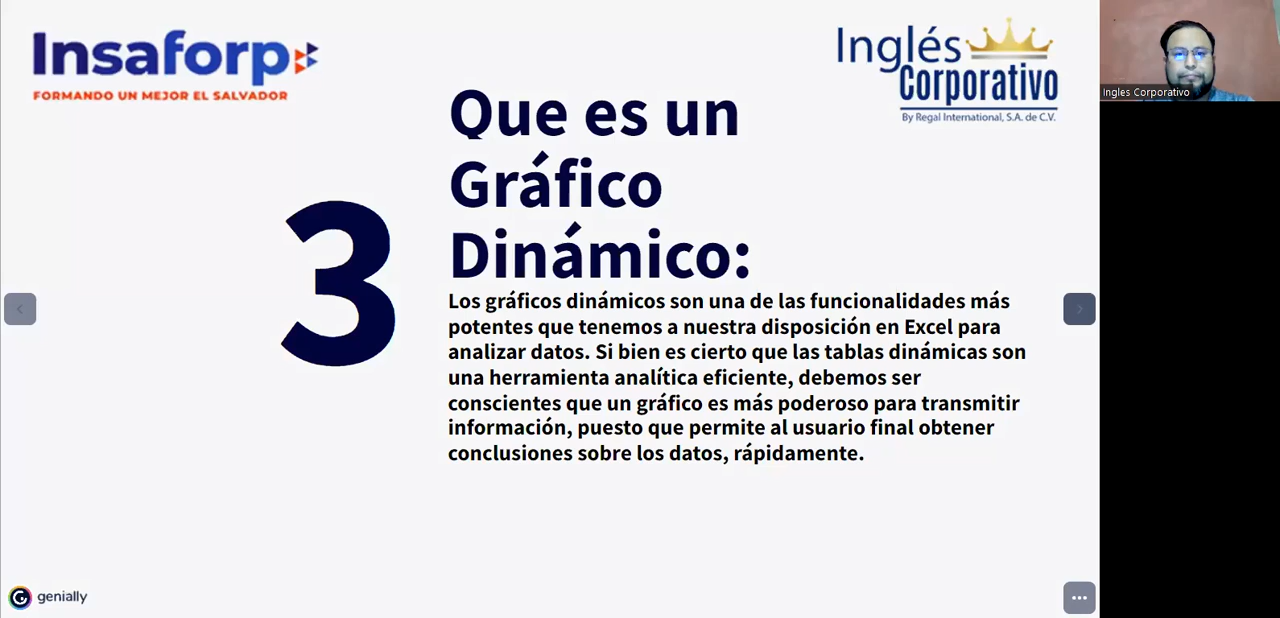 Insaforp
FORMANDO UN MEJOR EL SALVADOR
Inglés
Corporativo
By Regal International, S.A. de C.V.
Ingles Corporativo
3
Que es un
Gráfico
Dinámico:
Los gráficos dinámicos son una de las funcionalidades más
potentes que tenemos a nuestra disposición en Excel para
analizar datos. Si bien es cierto que las tablas dinámicas son
una herramienta analítica eficiente, debemos ser
conscientes que un gráfico es más poderoso para transmitir
información, puesto que permite al usuario final obtener
conclusiones sobre los datos, rápidamente.
genially